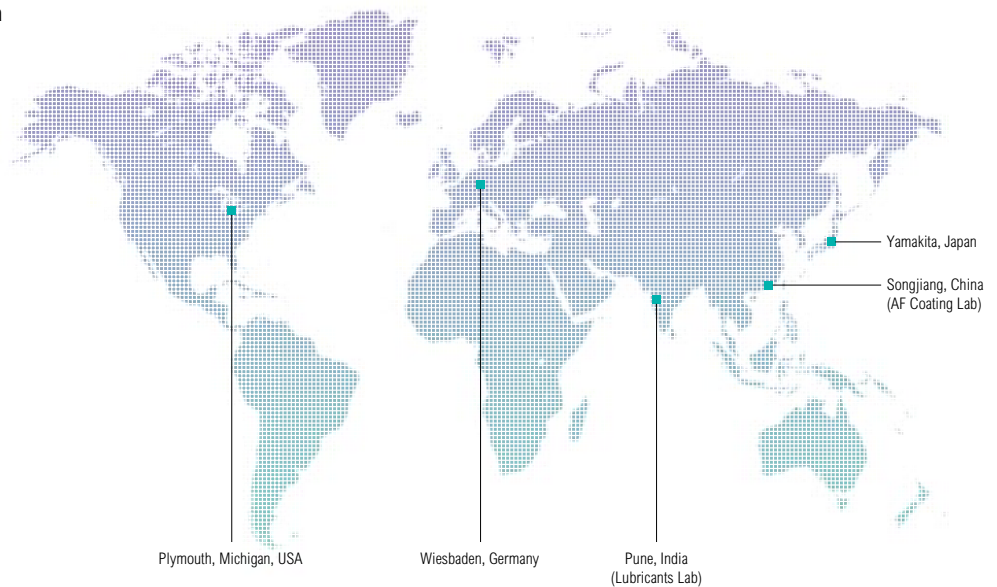 Yamakita, Japan
Songjiang, China
(AF Coating Lab)
Plymouth, Michigan, USA
Wiesbaden, Germany
Pune, India
(Lubricants Lab)